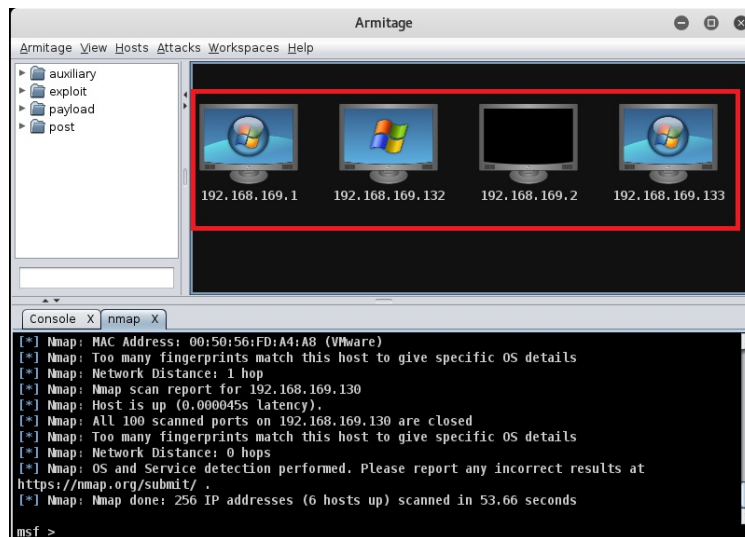 Armitage
Armitage View Hosts Attacks Workspaces Help
auxiliary
exploit
payload
post
192.168.169.1 192.168.169.132 192.168.169.2 192.168.169.133
Console X nmap X
[*] Nmap: MAC Address: 00:50:56:FD:A4:A8 (VMware)
[*] Nmap: Too many fingerprints match this host to give specific OS details
[*] Nmap: Network Distance: 1 hop
[*] Nmap: Nmap scan report for 192.168.169.130
[*] Nmap: Host is up (0.000045s latency).
[*] Nmap: All 100 scanned ports on 192.168.169.130 are closed
[*] Nmap: Too many fingerprints match this host to give specific OS details
[*] Nmap: Network Distance: 0 hops
[*] Nmap: OS and Service detection performed. Please report any incorrect results at
https://nmap.org/submit/ .
[*] Nmap: Nmap done: 256 IP addresses (6 hosts up) scanned in 53.66 seconds
msf >